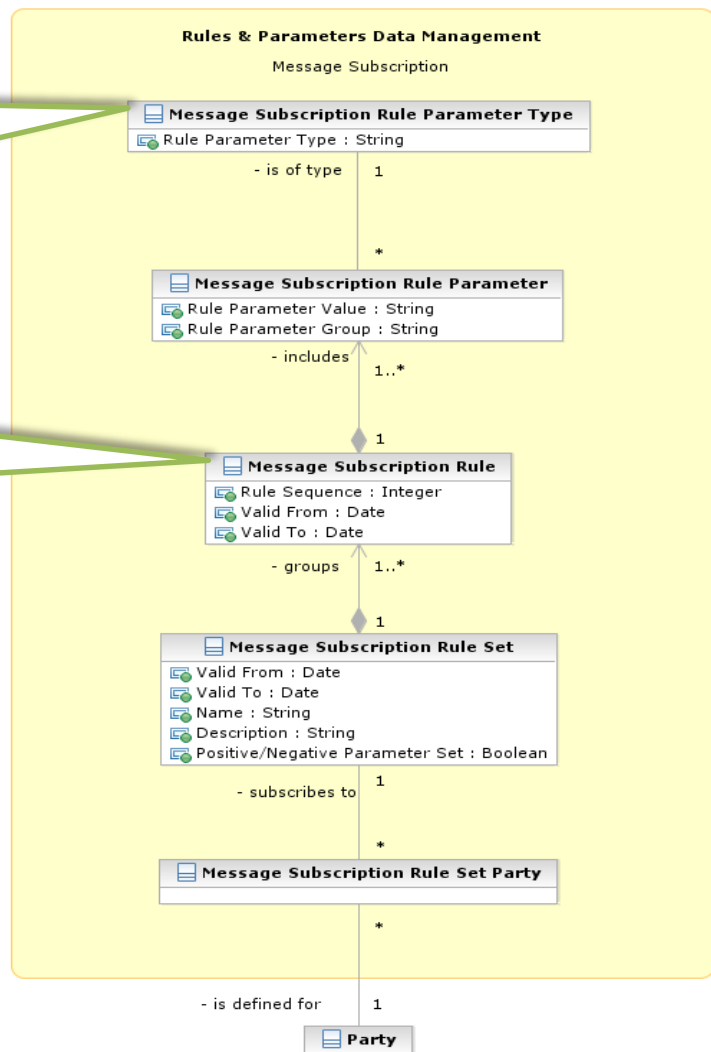 Rules & Parameters Data Management
Message Subscription
Message Subscription Rule Parameter Type
Rule Parameter Type : String
- is of type 1
*
Message Subscription Rule Parameter
Rule Parameter Value : String
Rule Parameter Group : String
- includes
1..*
1
Message Subscription Rule
Rule Sequence : Integer
Valid From : Date
Valid To : Date
- groups 1..*
1
Message Subscription Rule Set
Valid From : Date
Valid To : Date
Name : String
Description : String
Positive/Negative Parameter Set : Boolean
1
- subscribes to
*
Message Subscription Rule Set Party
*
- is defined for 1
Party